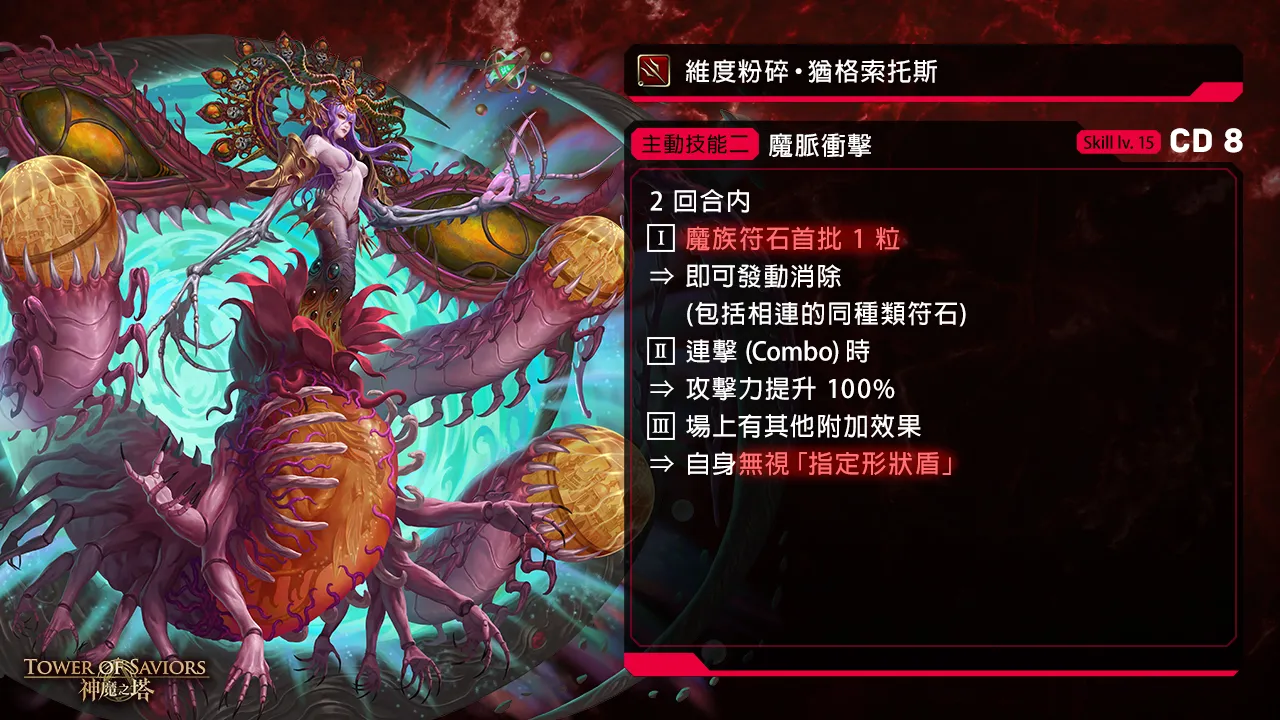 維度粉碎•猶格索托斯
主動技能二 魔脈衝擊 Skill lv. 15 CD 8
2 回合內
I 魔族符石首批 1 粒
⇒ 即可發動消除
(包括相連的同種類符石)
II 連擊 (Combo) 時
⇒ 攻擊力提升 100%
III 場上有其他附加效果
⇒ 自身無視「指定形狀盾」
TOWER OF SAVIORS
神魔之塔